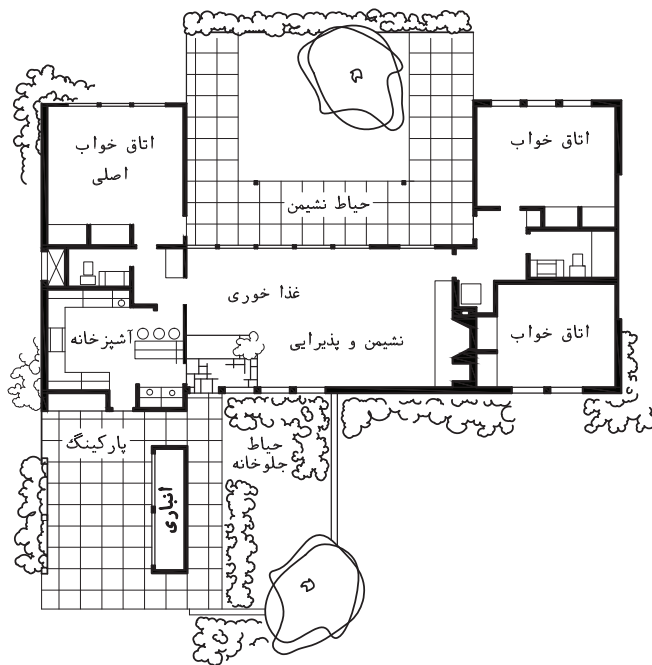 اتاق خواب
اصلی
اتاق خواب
حیاط نشیمن
غذا خوری
نشیمن و پذیرایی
آشپزخانه
اتاق خواب
پارکینگ
حیاط
جلوخانه
انباری